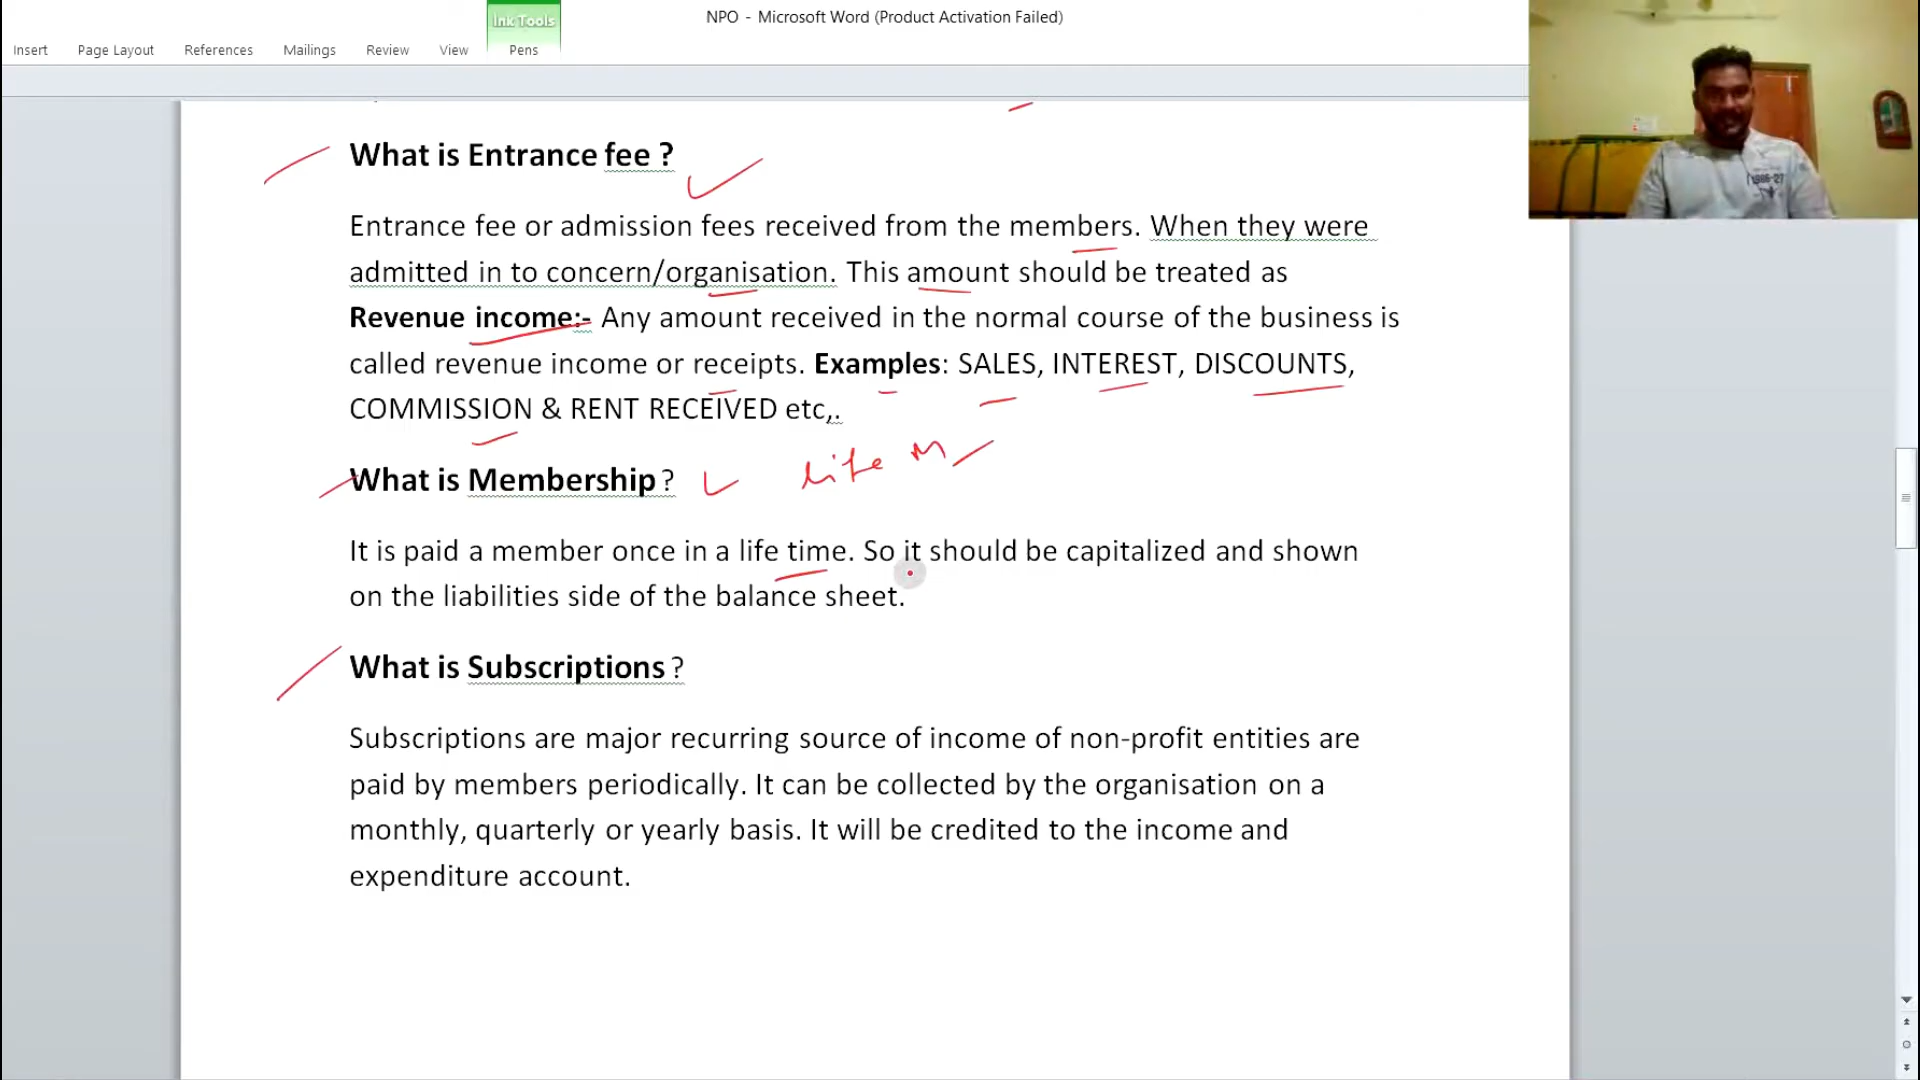 Ink Tools
NPO - Microsoft Word (Product Activation Failed)
Insert Page Layout References Mailings Review View Pens
What is Entrance fee ?
Entrance fee or admission fees received from the members. When they were
admitted in to concern/organisation. This amount should be treated as
Revenue income:- Any amount received in the normal course of the business is
called revenue income or receipts. Examples: SALES, INTEREST, DISCOUNTS,
COMMISSION & RENT RECEIVED etc,.
life M
What is Membership ?
It is paid a member once in a life time. So it should be capitalized and shown
on the liabilities side of the balance sheet.
What is Subscriptions ?
Subscriptions are major recurring source of income of non-profit entities are
paid by members periodically. It can be collected by the organisation on a
monthly, quarterly or yearly basis. It will be credited to the income and
expenditure account.
1986-27